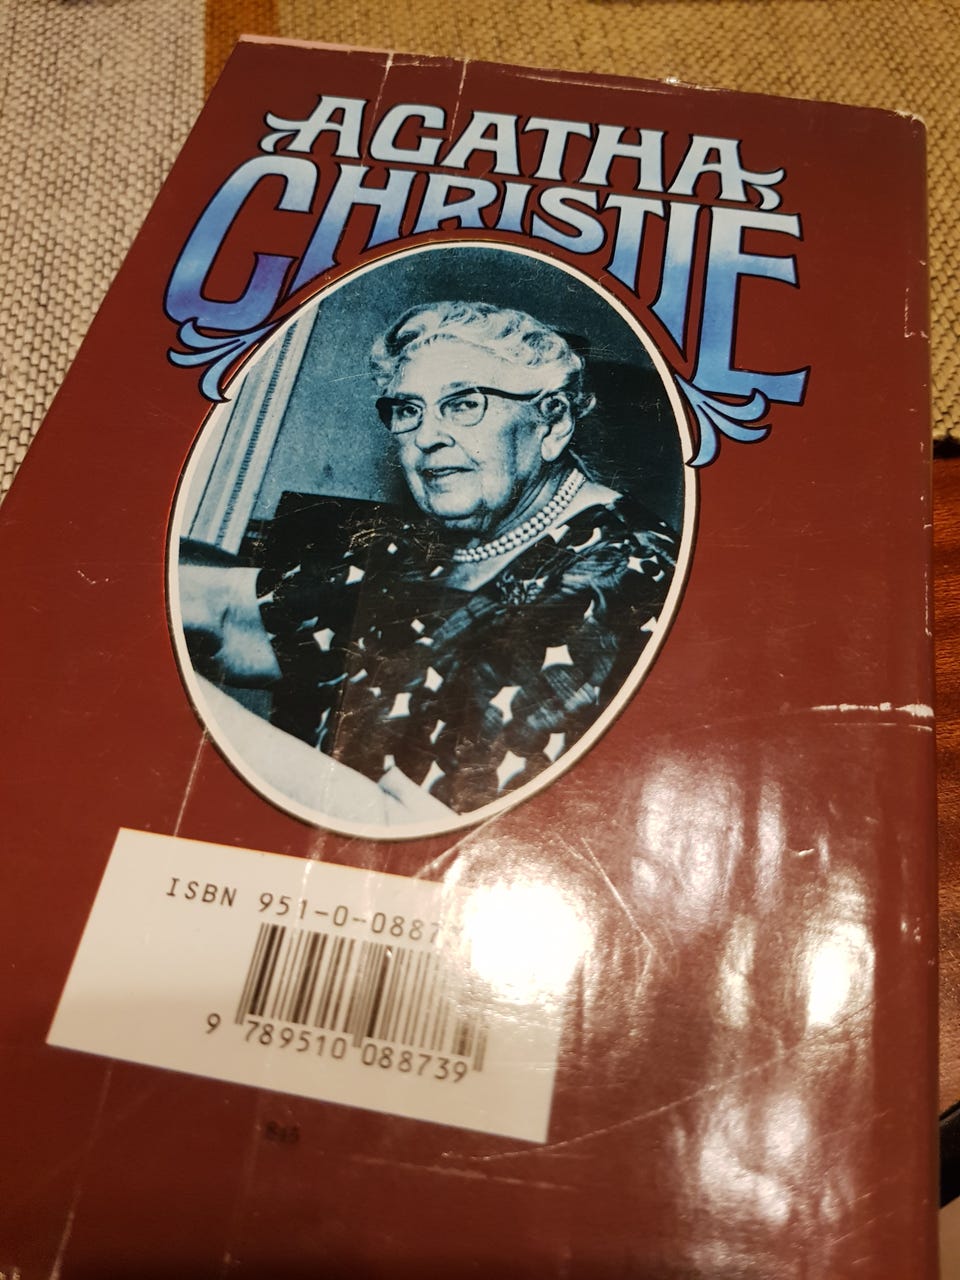 AGATHA
CHRISTIE
ISBN 951-0-0887
9 789510 088739